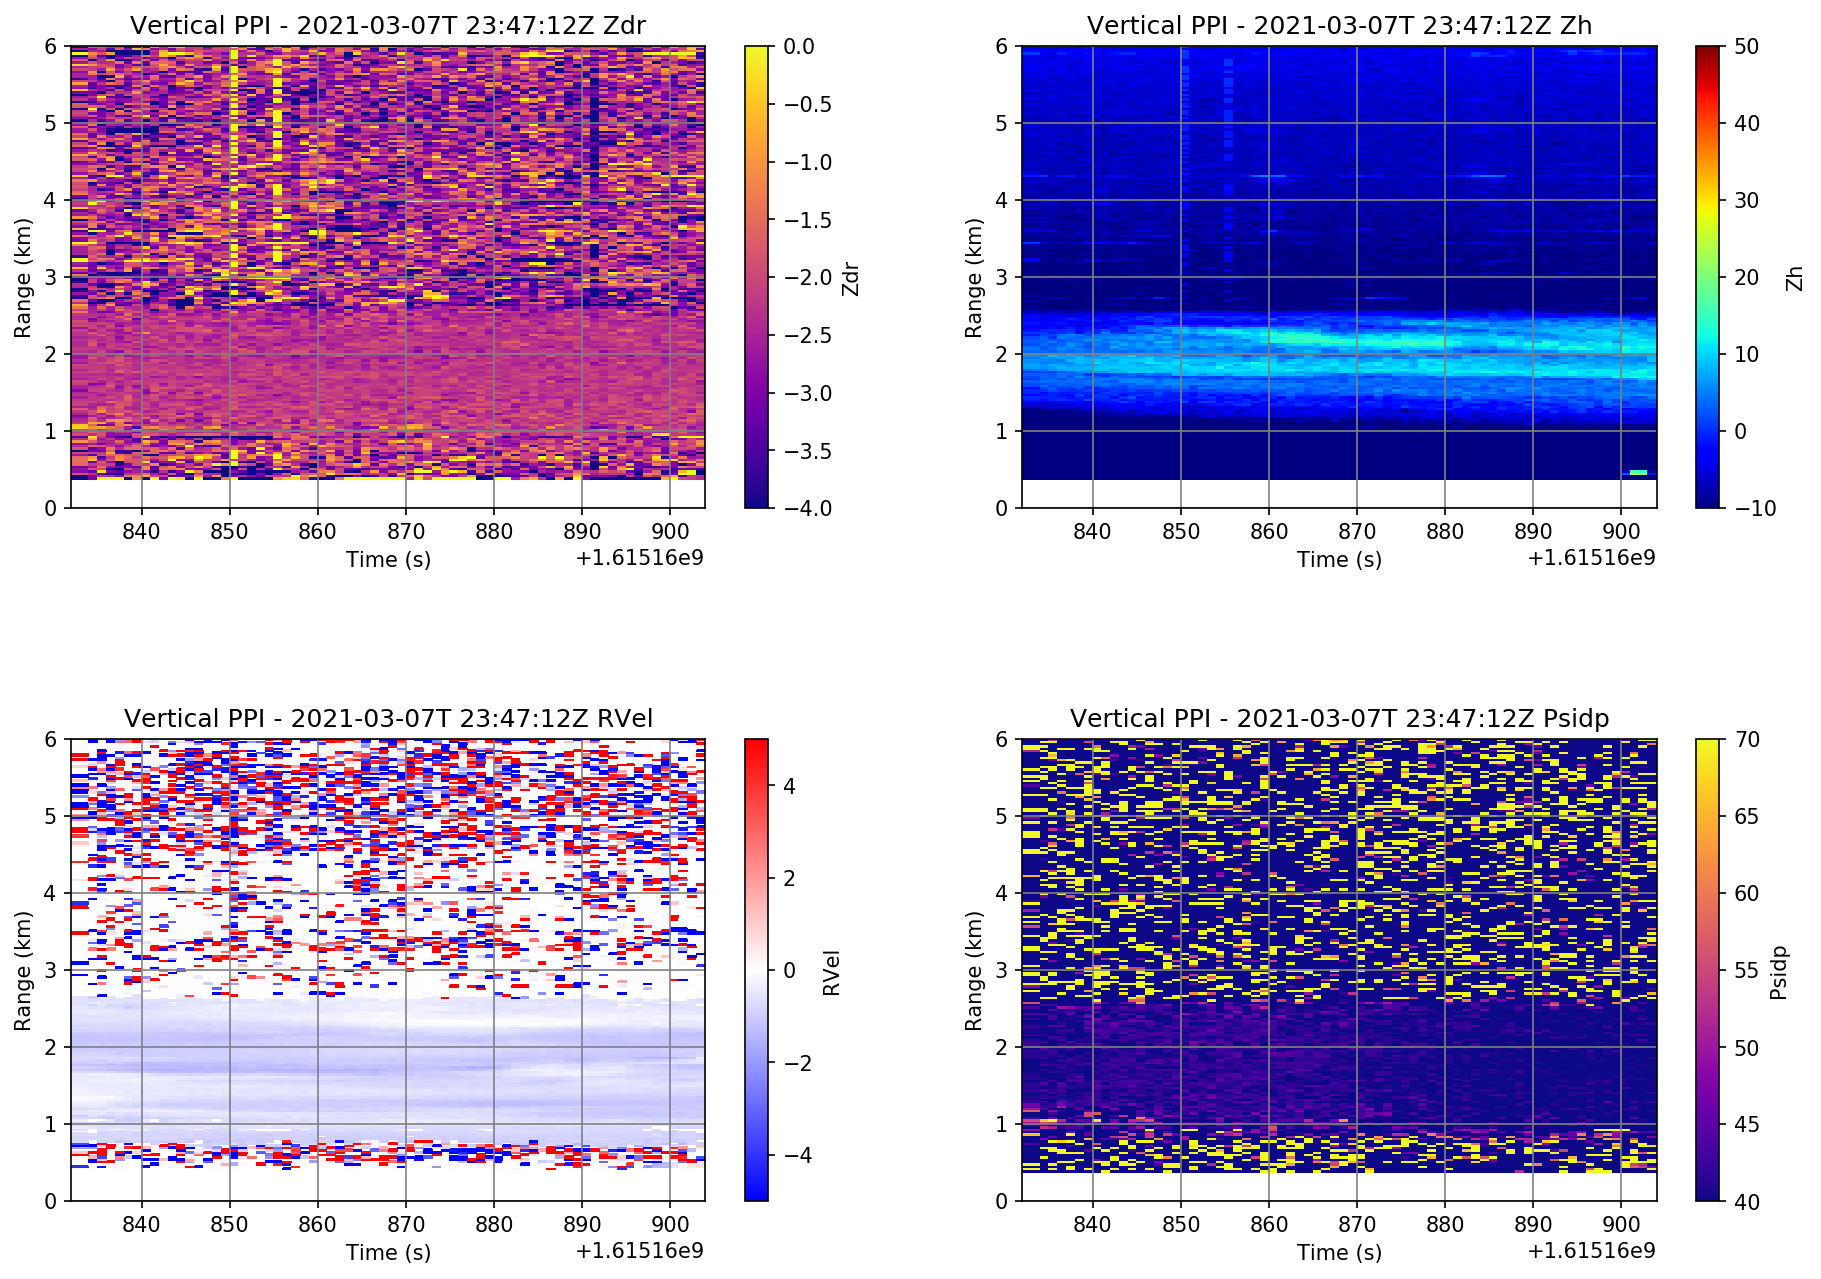 Vertical PPI - 2021-03-07T 23:47:12Z Zdr
6
5
4
3
2
1
0
Range (km)
840 850 860 870 880 890 900
Time (s)
+1.61516e9
0.0
−0.5
−1.0
−1.5
−2.0
−2.5
−3.0
−3.5
−4.0
Zdr
Vertical PPI - 2021-03-07T 23:47:12Z Zh
6
5
4
3
2
1
0
Range (km)
840 850 860 870 880 890 900
Time (s)
+1.61516e9
50
40
30
20
10
0
−10
Zh
Vertical PPI - 2021-03-07T 23:47:12Z RVel
6
5
4
3
2
1
0
Range (km)
840 850 860 870 880 890 900
Time (s)
+1.61516e9
4
2
0
−2
−4
RVel
Vertical PPI - 2021-03-07T 23:47:12Z Psidp
6
5
4
3
2
1
0
Range (km)
840 850 860 870 880 890 900
Time (s)
+1.61516e9
70
65
60
55
50
45
40
Psidp